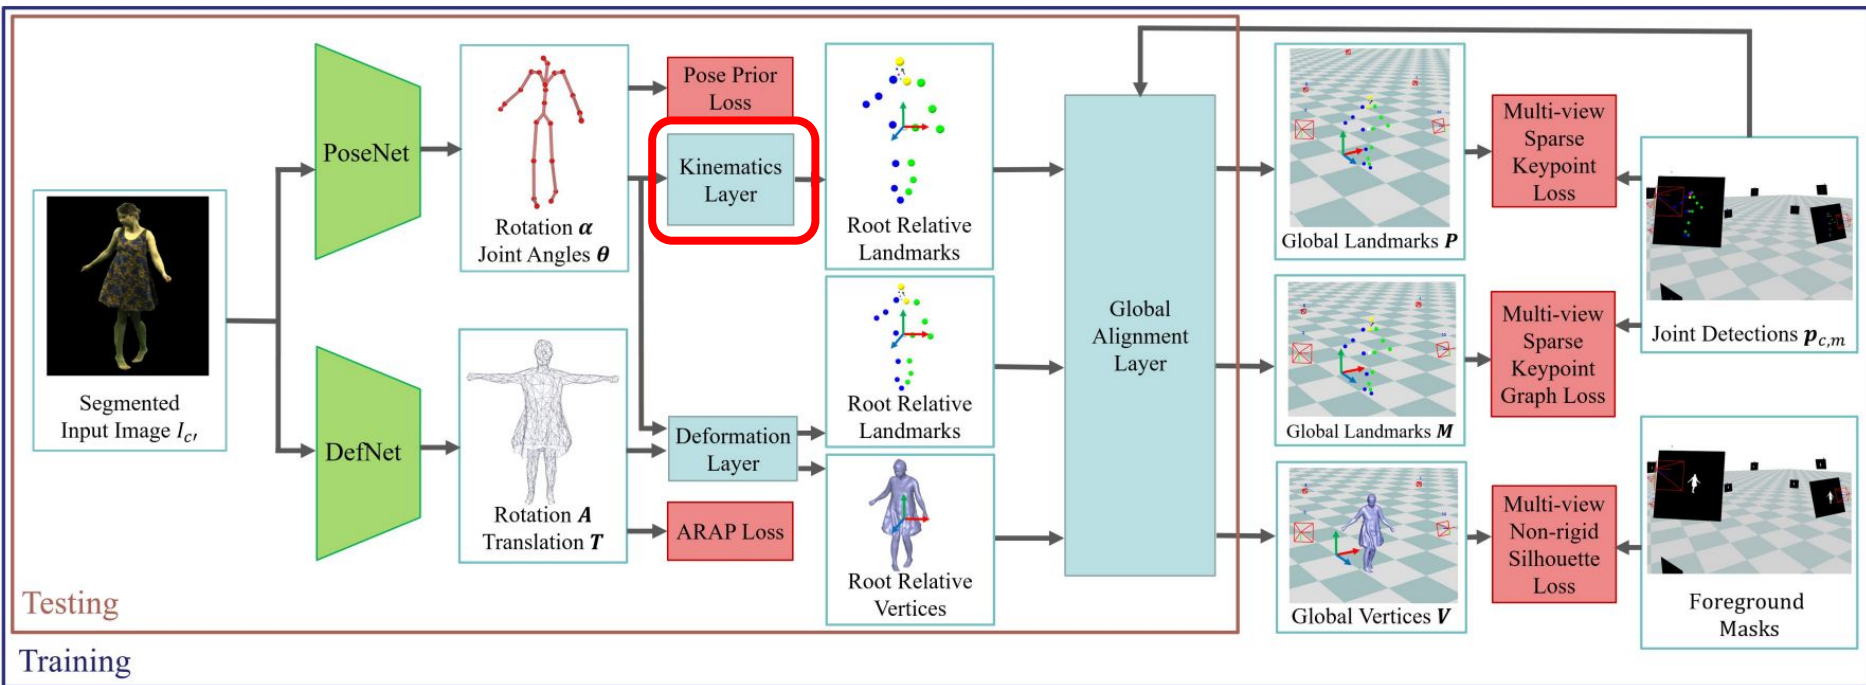 PoseNet
DefNet
Segmented
Input Image I_{c'}
Rotation α
Joint Angles θ
Rotation A
Translation T
Pose Prior
Loss
Kinematics
Layer
Deformation
Layer
ARAP Loss
Root Relative
Landmarks
Root Relative
Landmarks
Root Relative
Vertices
Global
Alignment
Layer
Global Landmarks P
Global Landmarks M
Global Vertices V
Multi-view
Sparse
Keypoint
Loss
Multi-view
Sparse
Keypoint
Graph Loss
Multi-view
Non-rigid
Silhouette
Loss
Joint Detections p_{c,m}
Foreground
Masks
Testing
Training